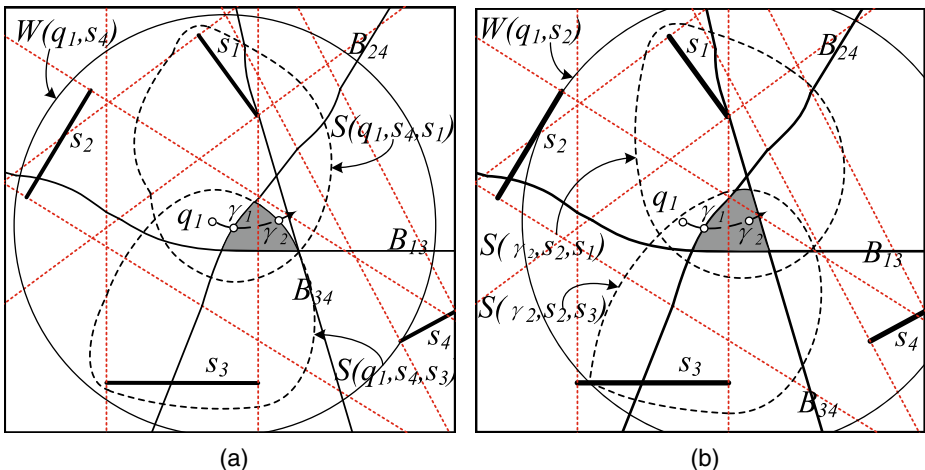 W(q1,s4)
s1
B24
s2
S(q1,s4,s1)
q1
γ1
γ2
B13
B34
s4
s3
S(q1,s4,s3)
(a)
W(q1,s2)
s1
B24
s2
q1
γ1
γ2
S(γ2,s2,s1)
B13
S(γ2,s2,s3)
s4
s3
B34
(b)